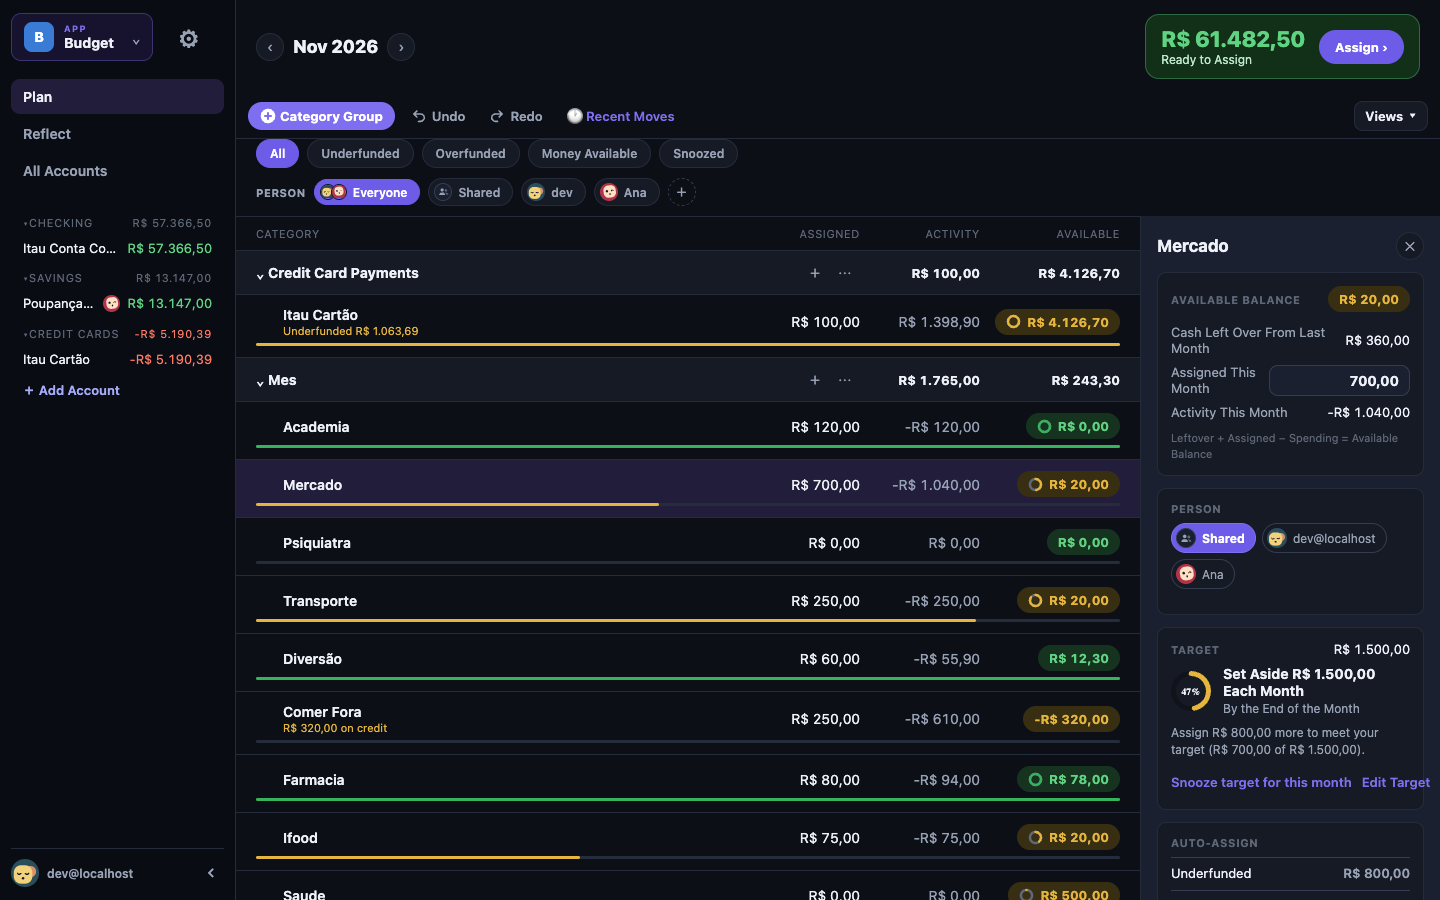 B
APP
Budget
Plan
Reflect
All Accounts
CHECKING R$ 57.366,50
Itau Conta Co... R$ 57.366,50
SAVINGS R$ 13.147,00
Poupança... R$ 13.147,00
CREDIT CARDS -R$ 5.190,39
Itau Cartão -R$ 5.190,39
+ Add Account
dev@localhost
Nov 2026
R$ 61.482,50
Ready to Assign
Assign ›
Category Group Undo Redo Recent Moves
Views
All Underfunded Overfunded Money Available Snoozed
PERSON Everyone Shared dev Ana +
CATEGORY ASSIGNED ACTIVITY AVAILABLE
Credit Card Payments + ... R$ 100,00 R$ 4.126,70
Itau Cartão
Underfunded R$ 1.063,69
R$ 100,00 R$ 1.398,90 R$ 4.126,70
Mes + ... R$ 1.765,00 R$ 243,30
Academia R$ 120,00 -R$ 120,00 R$ 0,00
Mercado R$ 700,00 -R$ 1.040,00 R$ 20,00
Psiquiatra R$ 0,00 R$ 0,00 R$ 0,00
Transporte R$ 250,00 -R$ 250,00 R$ 20,00
Diversão R$ 60,00 -R$ 55,90 R$ 12,30
Comer Fora
R$ 320,00 on credit
R$ 250,00 -R$ 610,00 -R$ 320,00
Farmacia R$ 80,00 -R$ 94,00 R$ 78,00
Ifood R$ 75,00 -R$ 75,00 R$ 20,00
Saude R$ 0,00 R$ 0,00 R$ 500,00
Mercado
AVAILABLE BALANCE R$ 20,00
Cash Left Over From Last
Month
R$ 360,00
Assigned This
Month
700,00
Activity This Month -R$ 1.040,00
Leftover + Assigned − Spending = Available
Balance
PERSON
Shared dev@localhost
Ana
TARGET R$ 1.500,00
47%
Set Aside R$ 1.500,00
Each Month
By the End of the Month
Assign R$ 800,00 more to meet your
target (R$ 700,00 of R$ 1.500,00).
Snooze target for this month Edit Target
AUTO-ASSIGN
Underfunded R$ 800,00